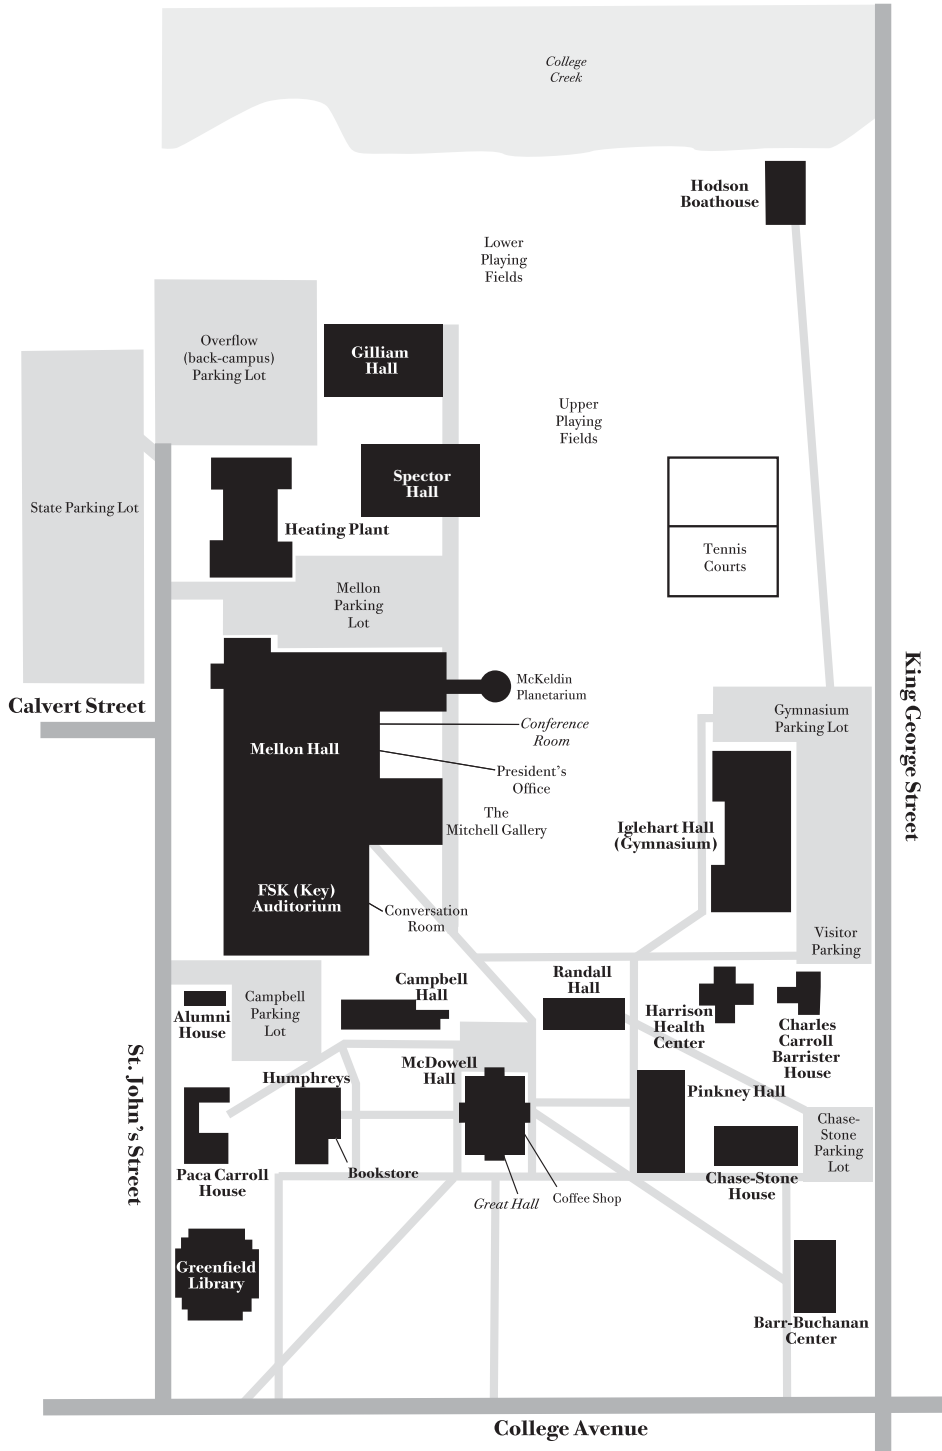 College
Creek
Hodson
Boathouse
Lower
Playing
Fields
Overflow
(back-campus)
Parking Lot
Gilliam
Hall
Upper
Playing
Fields
State Parking Lot
Spector
Hall
Heating Plant
Tennis
Courts
Mellon
Parking
Lot
McKeldin
Planetarium
Calvert Street
King George Street
Gymnasium
Parking Lot
Conference
Room
Mellon Hall
President's
Office
The
Mitchell Gallery
Iglehart Hall
(Gymnasium)
FSK (Key)
Auditorium
Conversation
Room
Visitor
Parking
Campbell
Hall
Randall
Hall
Alumni
House
Campbell
Parking
Lot
Harrison
Health
Center
Charles
Carroll
Barrister
House
St. John's Street
McDowell
Hall
Humphreys
Pinkney Hall
Chase-
Stone
Parking
Lot
Paca Carroll
House
Bookstore
Chase-Stone
House
Great Hall
Coffee Shop
Greenfield
Library
Barr-Buchanan
Center
College Avenue